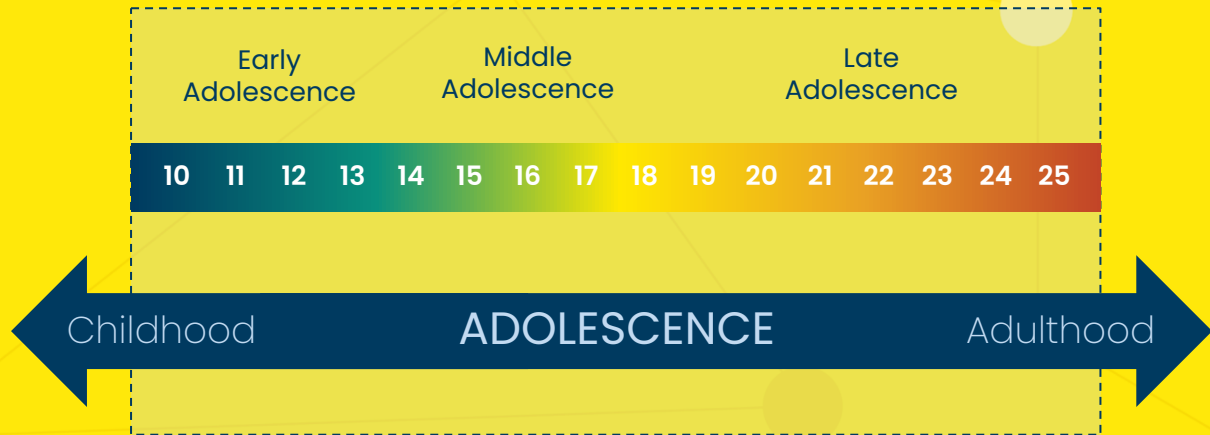 Early
Adolescence
Middle
Adolescence
Late
Adolescence
10 11 12 13 14 15 16 17 18 19 20 21 22 23 24 25
Childhood ADOLESCENCE Adulthood